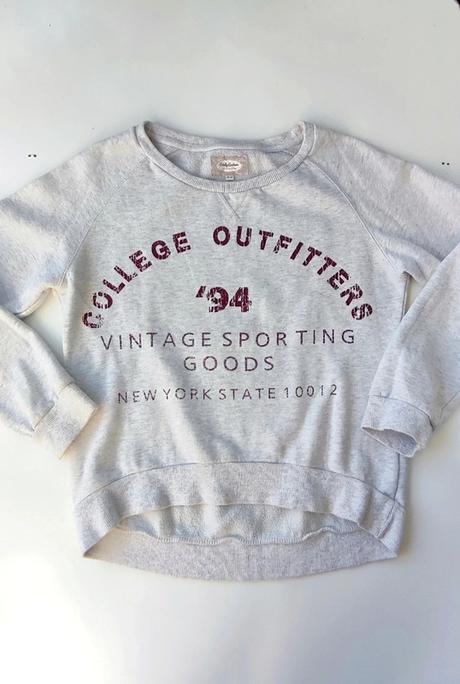 COLLEGE OUTFITTERS
'94
VINTAGE SPORTING
GOODS
NEW YORK STATE 10012